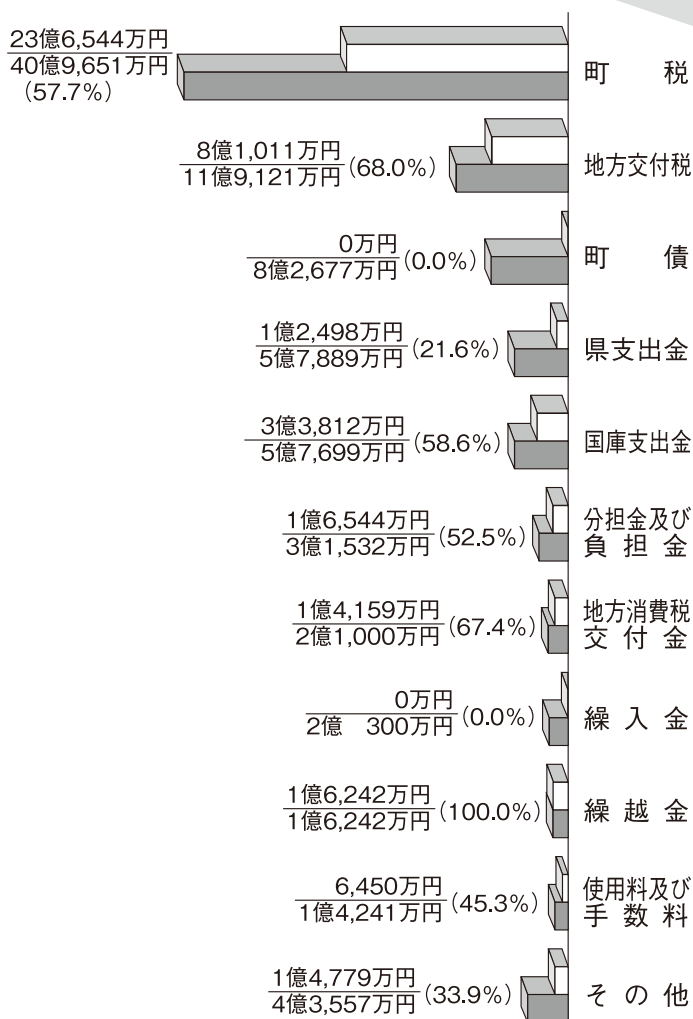 23億6,544万円
40億9,651万円
(57.7%)
町税
8億1,011万円
11億9,121万円
(68.0%)
地方交付税
0万円
8億2,677万円
(0.0%)
町債
1億2,498万円
5億7,889万円
(21.6%)
県支出金
3億3,812万円
5億7,699万円
(58.6%)
国庫支出金
1億6,544万円
3億1,532万円
(52.5%)
分担金及び
負担金
1億4,159万円
2億1,000万円
(67.4%)
地方消費税
交付金
0万円
2億 300万円
(0.0%)
繰入金
1億6,242万円
1億6,242万円
(100.0%)
繰越金
6,450万円
1億4,241万円
(45.3%)
使用料及び
手数料
1億4,779万円
4億3,557万円
(33.9%)
その他